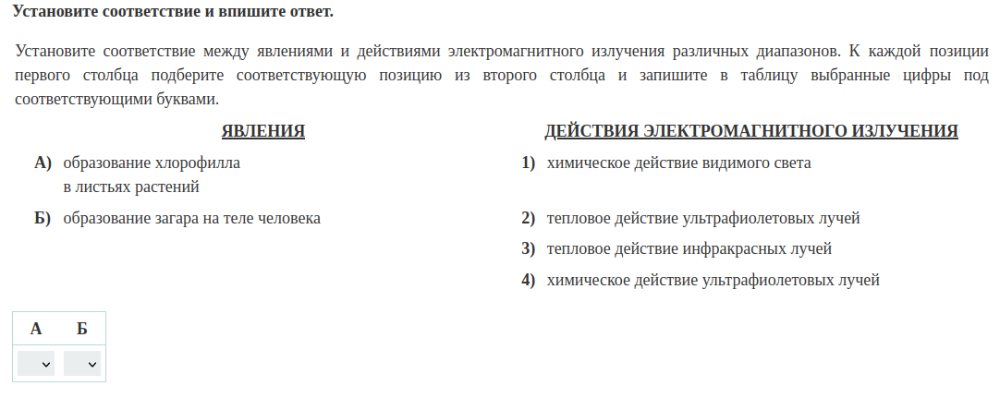 Установите соответствие и впишите ответ.
Установите соответствие между явлениями и действиями электромагнитного излучения различных диапазонов. К каждой позиции
первого столбца подберите соответствующую позицию из второго столбца и запишите в таблицу выбранные цифры под
соответствующими буквами.
ЯВЛЕНИЯ ДЕЙСТВИЯ ЭЛЕКТРОМАГНИТНОГО ИЗЛУЧЕНИЯ
А) образование хлорофилла 1) химическое действие видимого света
в листьях растений
Б) образование загара на теле человека 2) тепловое действие ультрафиолетовых лучей
3) тепловое действие инфракрасных лучей
4) химическое действие ультрафиолетовых лучей
А Б